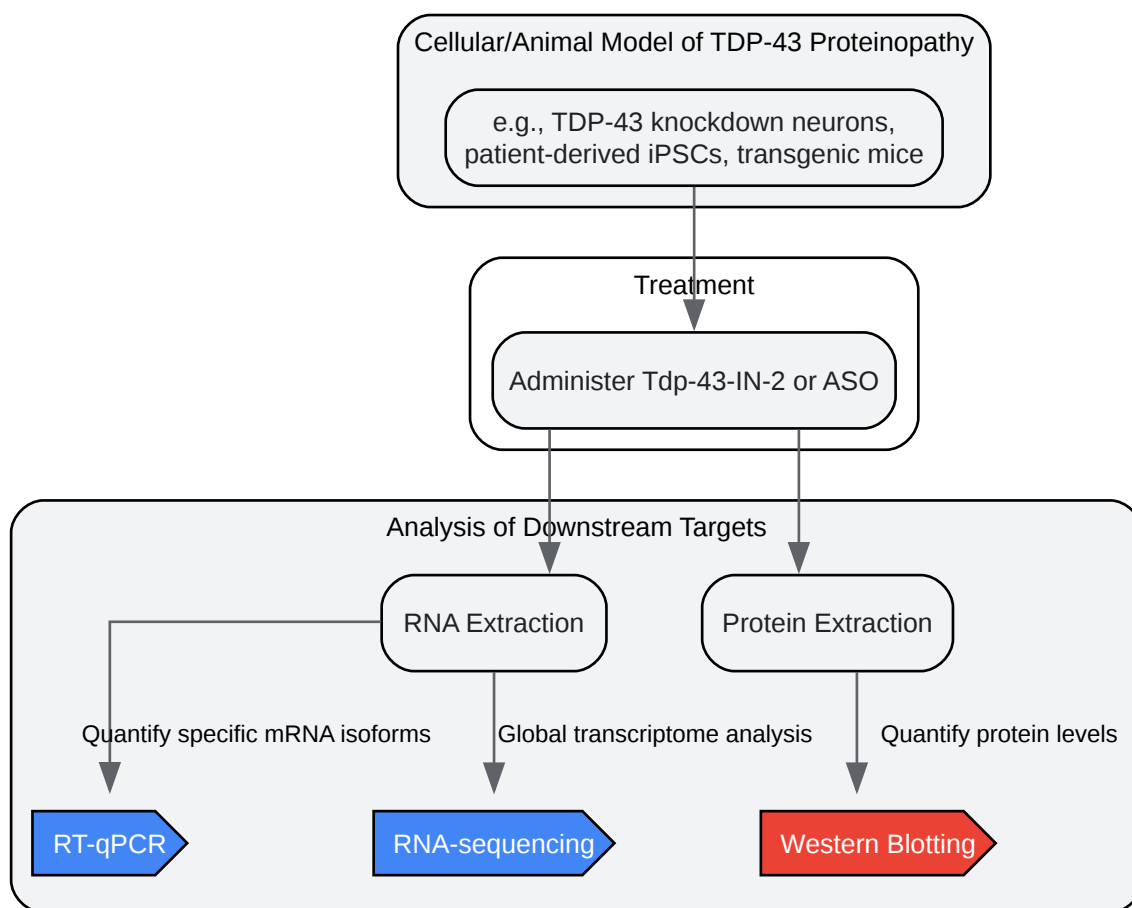 Cellular/Animal Model of TDP-43 Proteinopathy
e.g., TDP-43 knockdown neurons,
patient-derived iPSCs, transgenic mice
Treatment
Administer Tdp-43-IN-2 or ASO
Analysis of Downstream Targets
RNA Extraction
Protein Extraction
Quantify specific mRNA isoforms
Global transcriptome analysis
Quantify protein levels
RT-qPCR
RNA-sequencing
Western Blotting